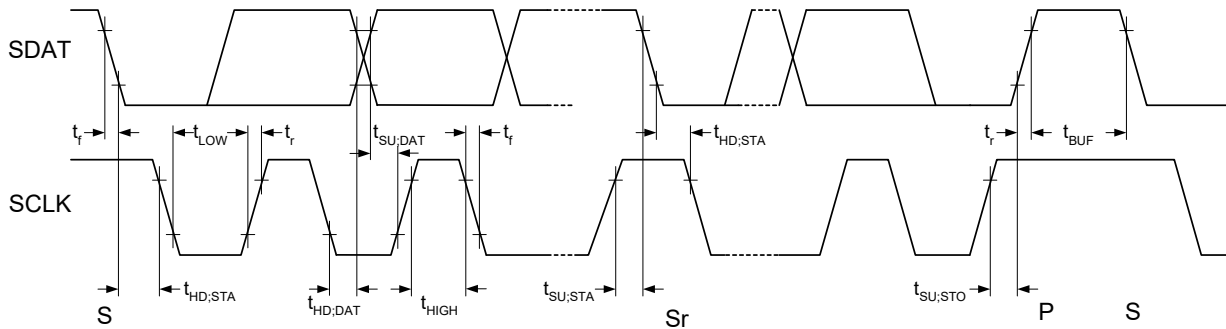 SDAT
t_f t_LOW t_r t_SU;DAT t_f t_HD;STA t_r t_BUF
SCLK
t_HD;STA t_HD;DAT t_HIGH t_SU;STA t_SU;STO
S Sr P S